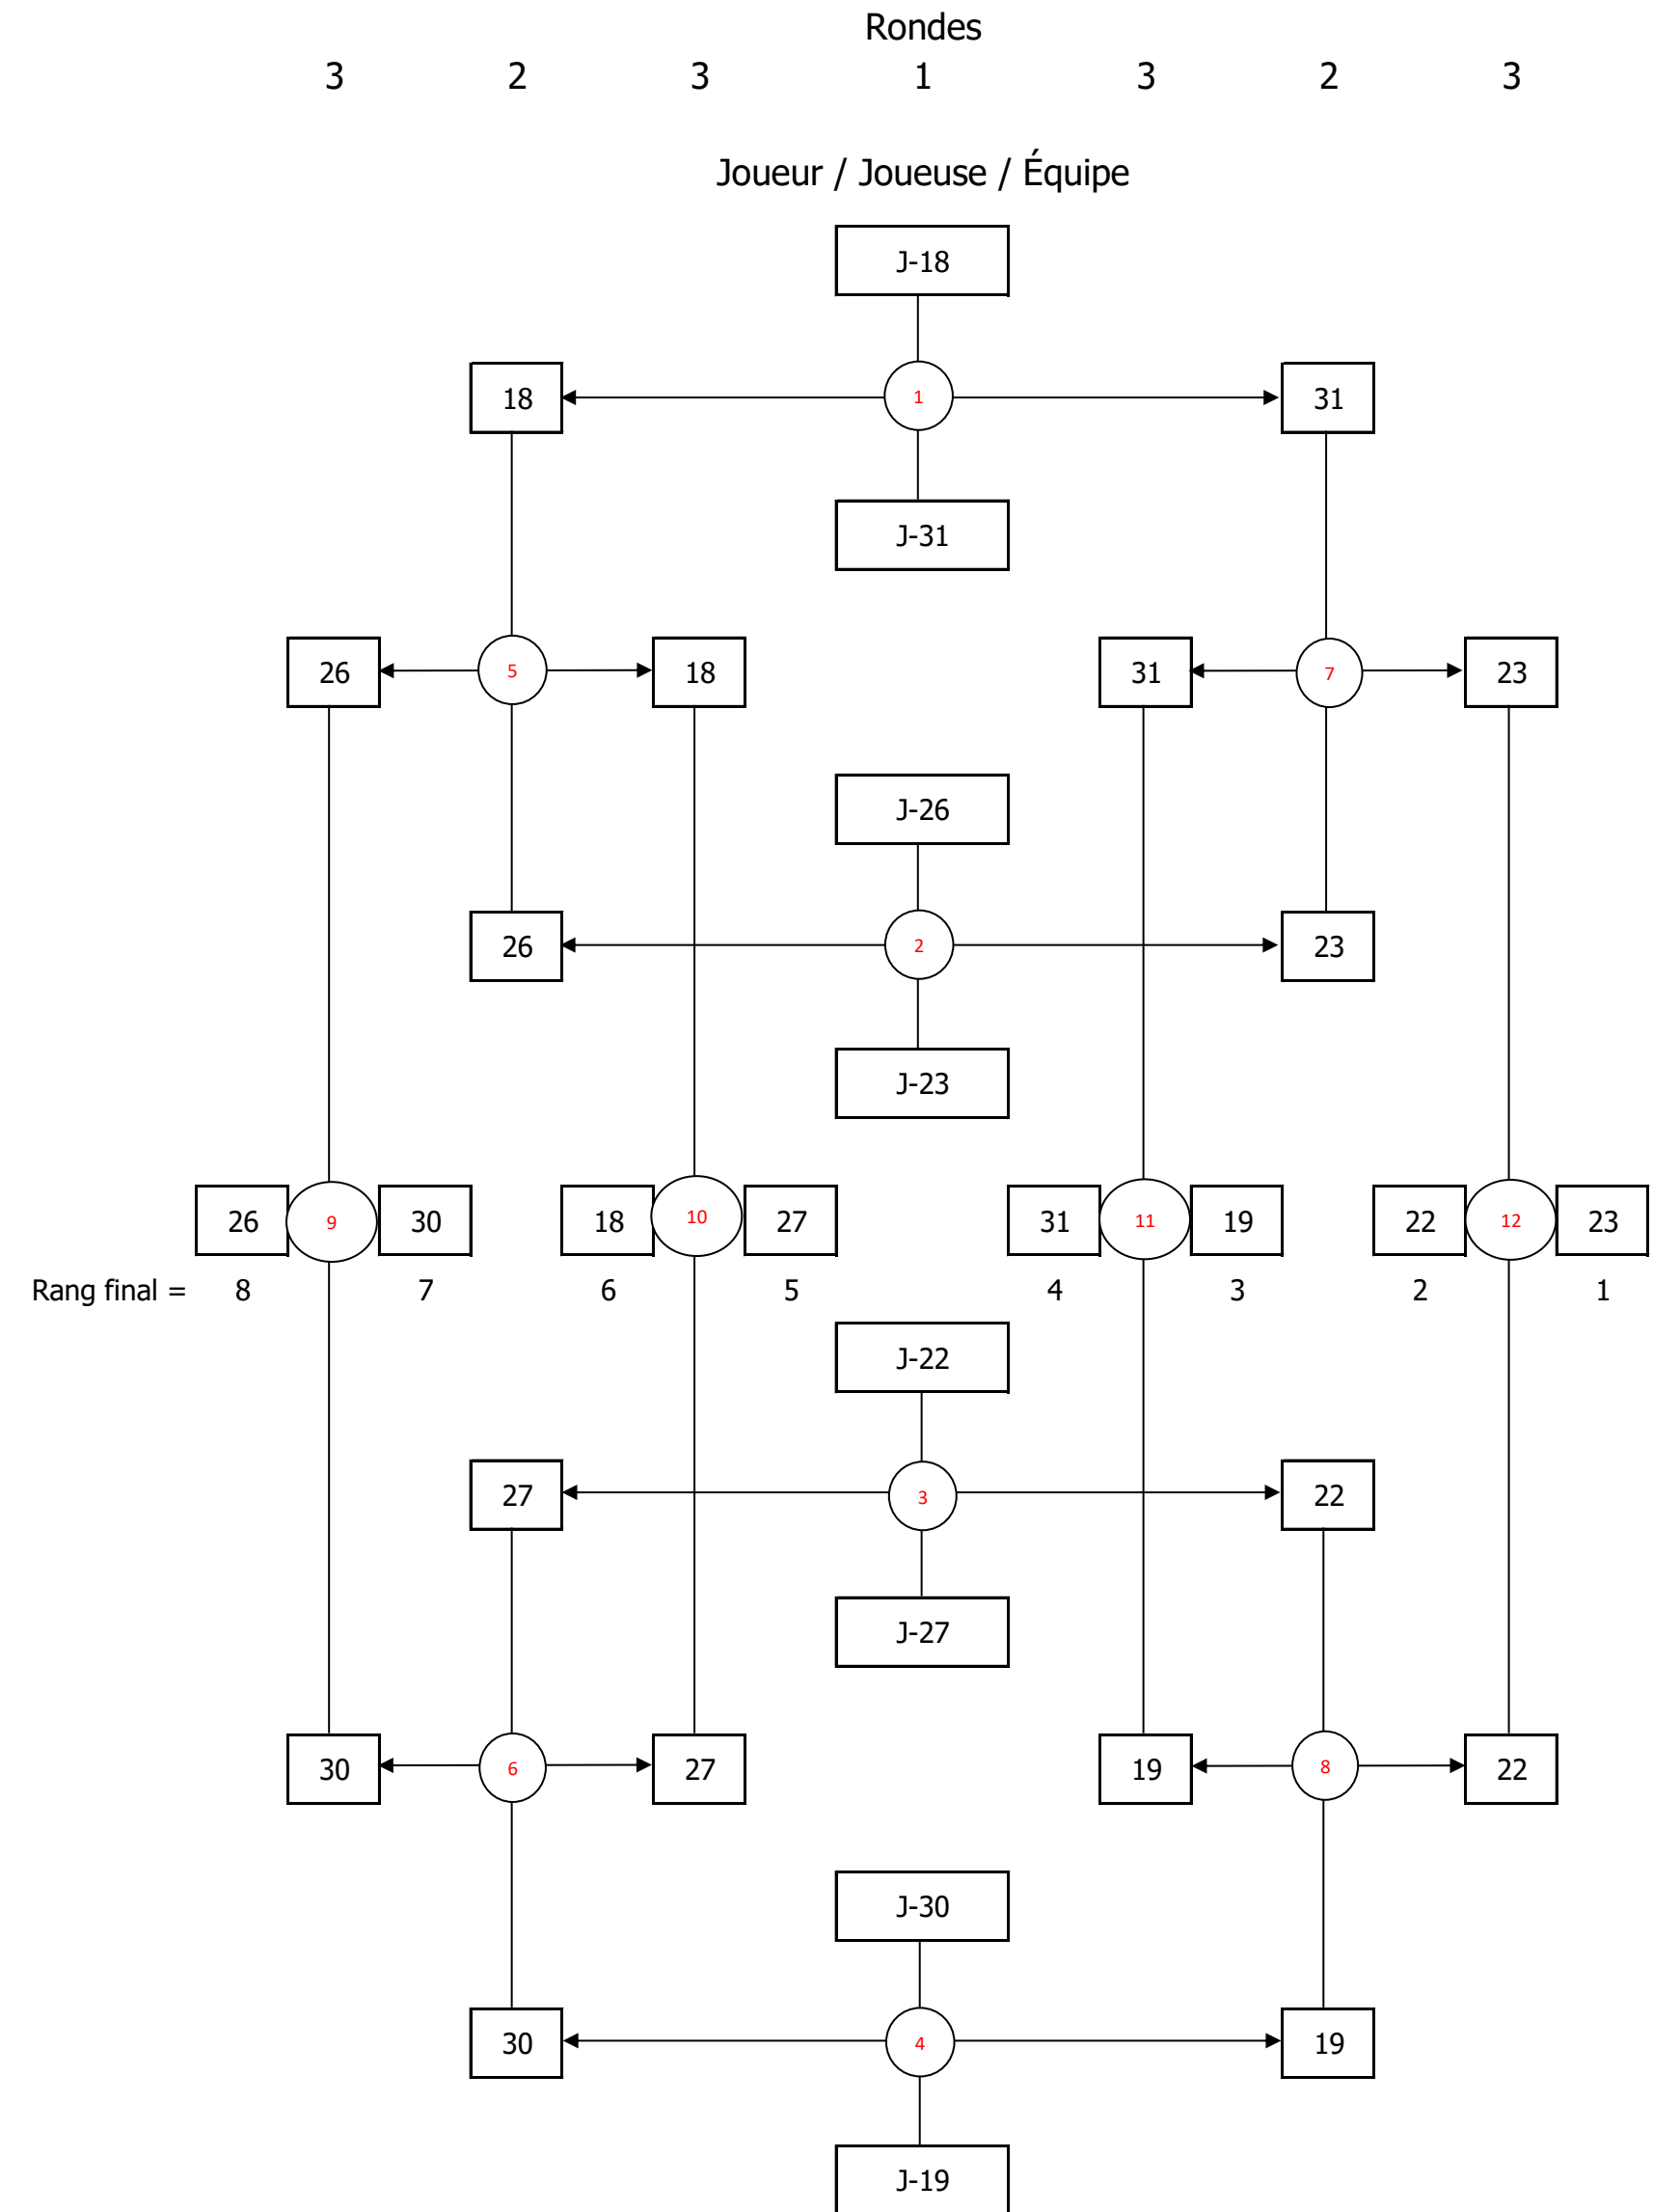 Rondes
3 2 3 1 3 2 3
Joueur / Joueuse / Équipe
J-18
18 1 31
J-31
26 5 18 31 7 23
J-26
26 2 23
J-23
26 9 30 18 10 27 31 11 19 22 12 23
Rang final = 8 7 6 5 4 3 2 1
J-22
27 3 22
J-27
30 6 27 19 8 22
J-30
30 4 19
J-19